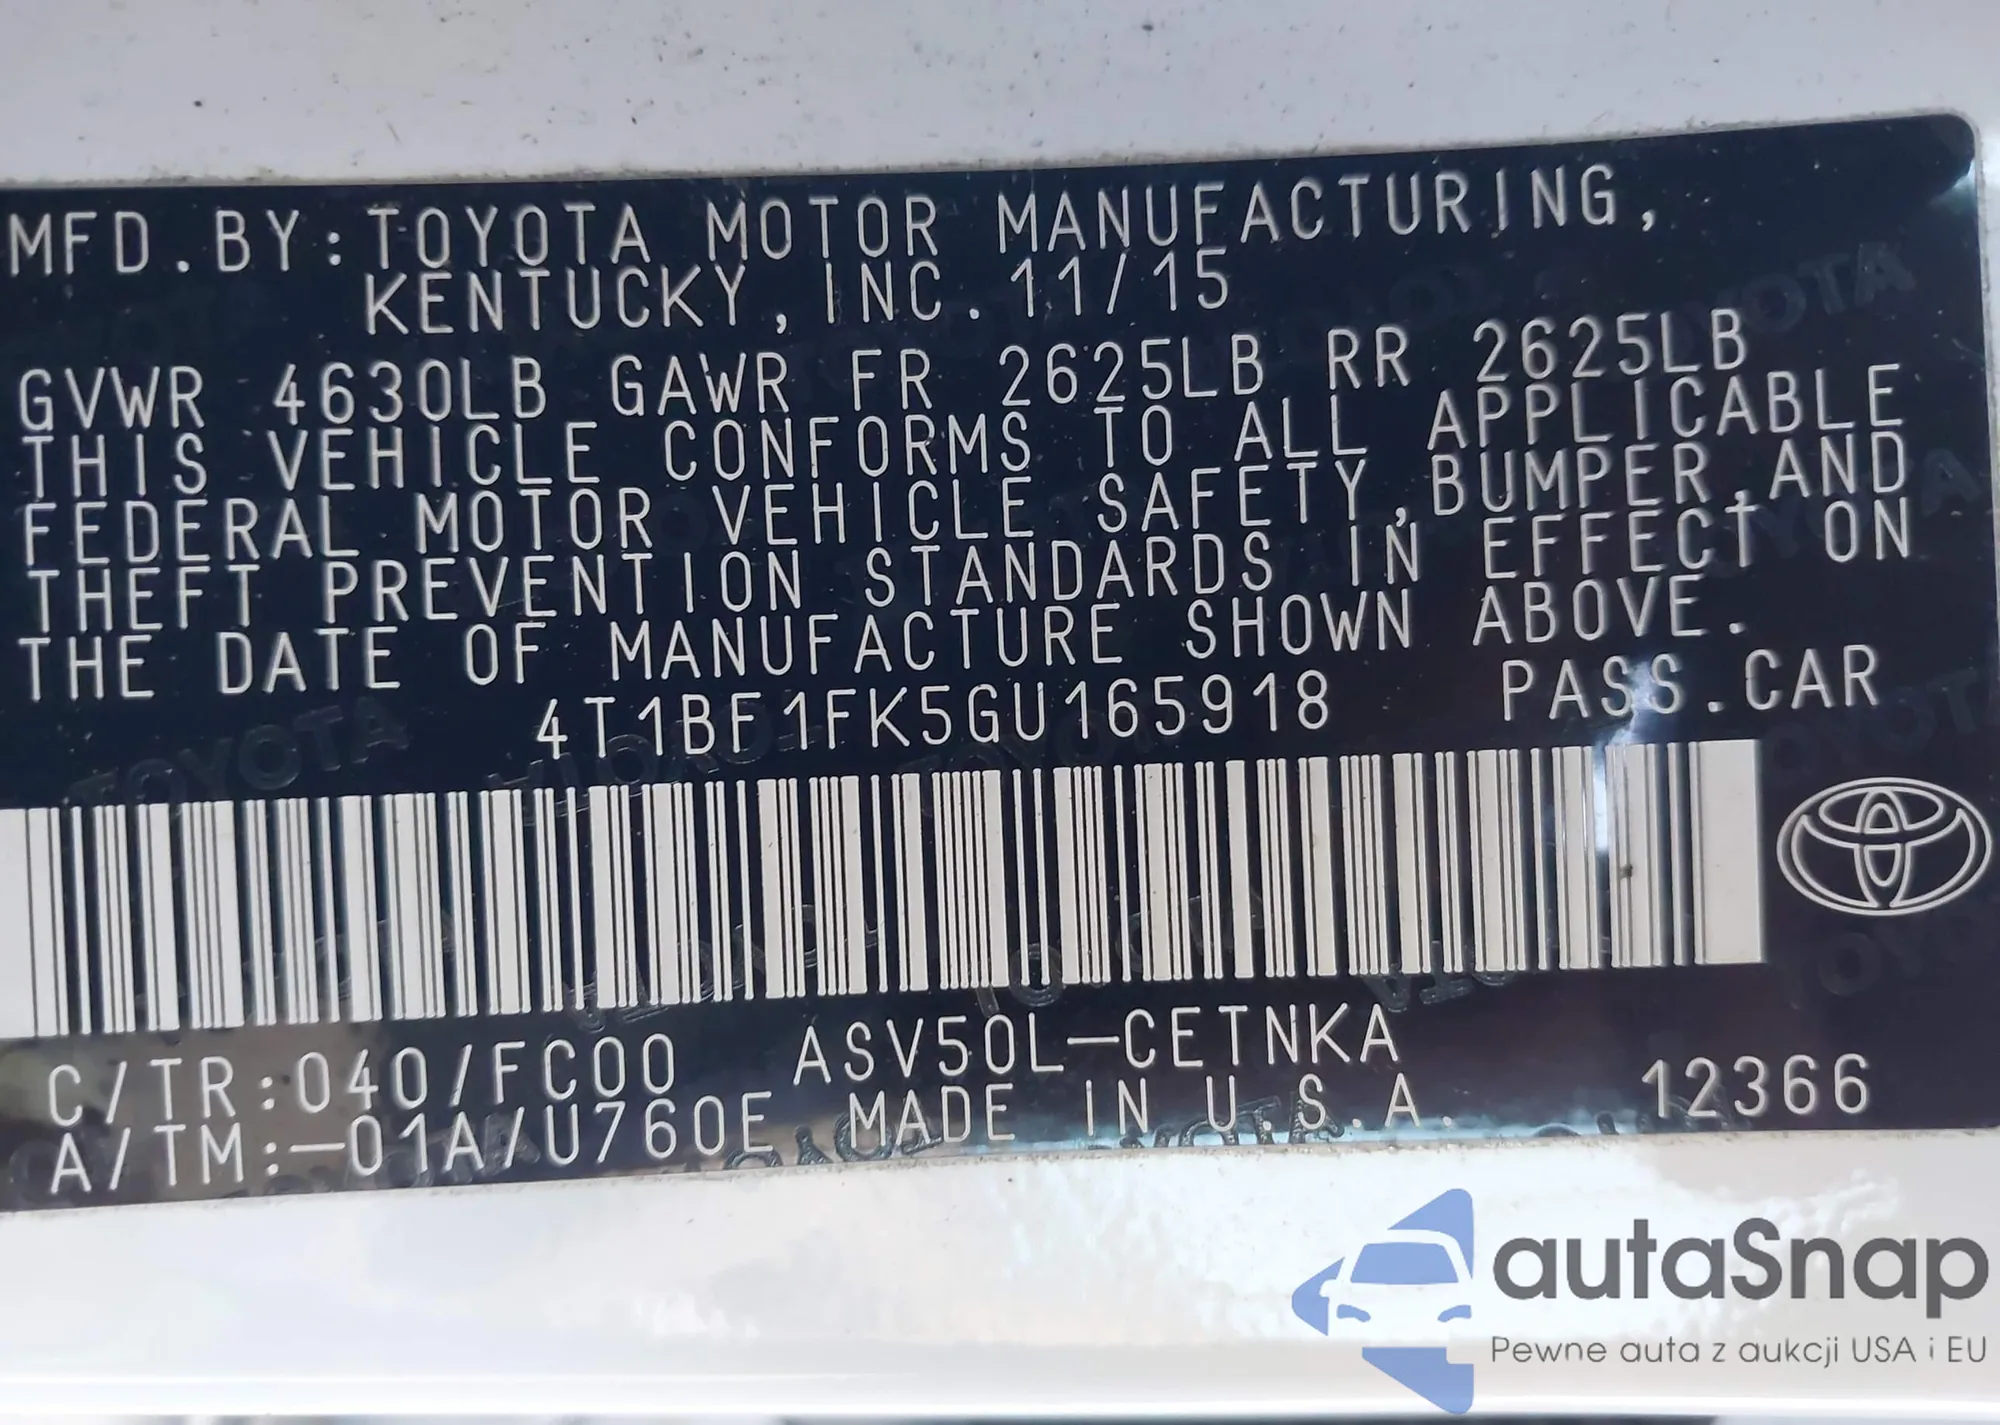 MFD.BY:TOYOTA MOTOR MANUFACTURING,
KENTUCKY, INC. 11/15
GVWR 4630LB GAWR FR 2625LB RR 2625LB
THIS VEHICLE CONFORMS TO ALL APPLICABLE
FEDERAL MOTOR VEHICLE SAFETY,BUMPER,AND
THEFT PREVENTION STANDARDS IN EFFECT ON
THE DATE OF MANUFACTURE SHOWN ABOVE.
4T1BF1FK5GU165918 PASS.CAR
C/TR:040/FC00 ASV50L-CETNKA
A/TM:-01A/U760E MADE IN U.S.A. 12366
autaSnap
Pewne auta z aukcji USA i EU